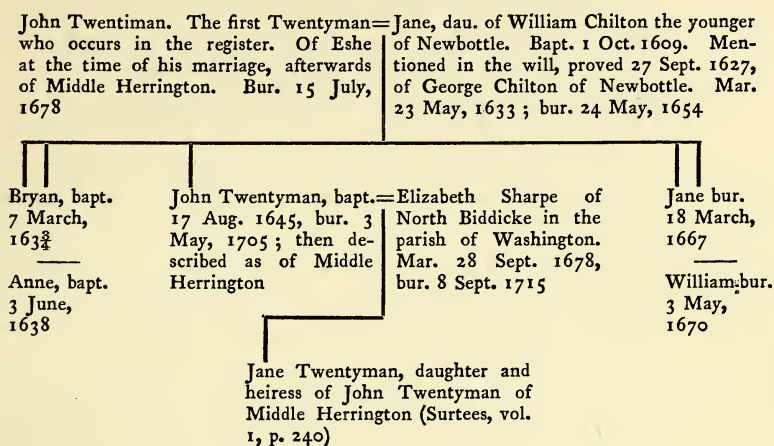 John Twentiman. The first Twentyman=
who occurs in the register. Of Eshe
at the time of his marriage, afterwards
of Middle Herrington. Bur. 15 July,
1678
Jane, dau. of William Chilton the younger
of Newbottle. Bapt. 1 Oct. 1609. Men-
tioned in the will, proved 27 Sept. 1627,
of George Chilton of Newbottle. Mar.
23 May, 1633 ; bur. 24 May, 1654
Bryan, bapt.
7 March,
163¾
Anne, bapt.
3 June,
1638
John Twentyman, bapt.=
17 Aug. 1645, bur. 3
May, 1705 ; then de-
scribed as of Middle
Herrington
Elizabeth Sharpe of
North Biddicke in the
parish of Washington.
Mar. 28 Sept. 1678,
bur. 8 Sept. 1715
Jane bur.
18 March,
1667
William bur.
3 May,
1670
Jane Twentyman, daughter and
heiress of John Twentyman of
Middle Herrington (Surtees, vol.
1, p. 240)